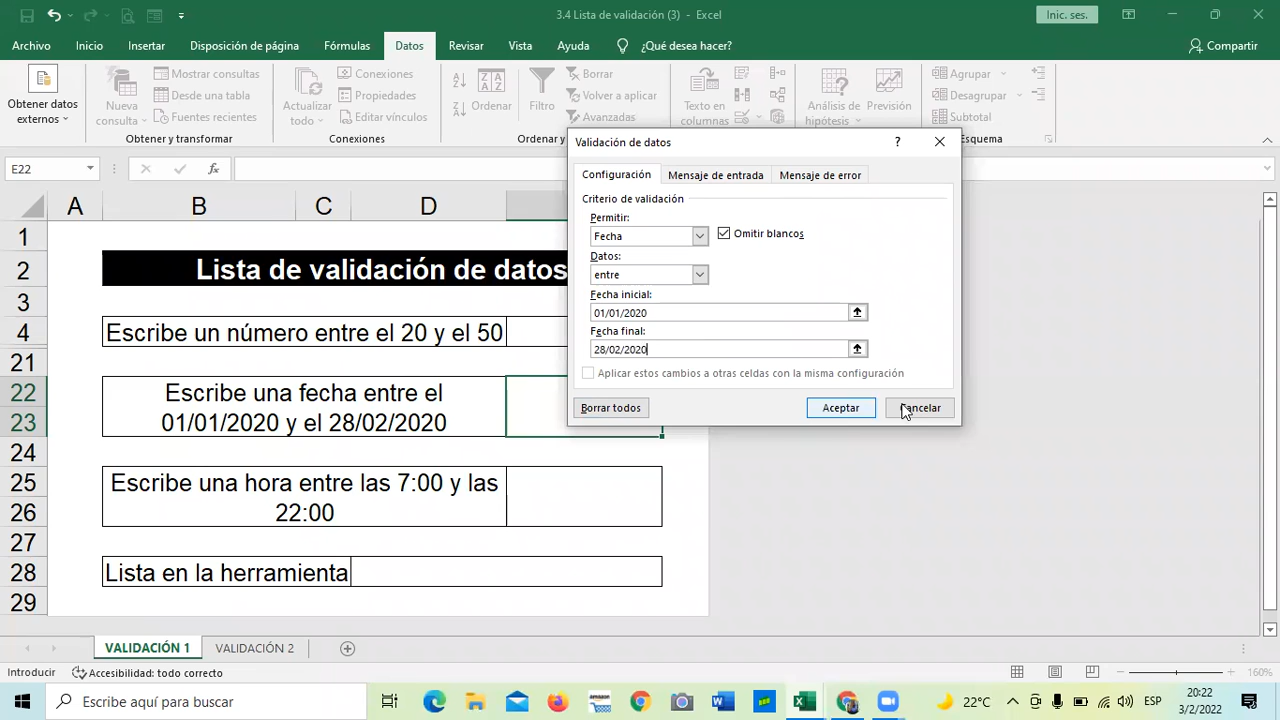 3.4 Lista de validación (3) - Excel
Inic. ses.
Archivo
Inicio
Insertar
Disposición de página
Fórmulas
Datos
Revisar
Vista
Ayuda
¿Qué desea hacer?
Compartir
Obtener datos externos
Nueva consulta
Mostrar consultas
Desde una tabla
Fuentes recientes
Obtener y transformar
Actualizar todo
Conexiones
Propiedades
Editar vínculos
Conexiones
Ordenar
Filtro
Borrar
Volver a aplicar
Avanzadas
Ordenar y
Texto en columnas
Análisis de hipótesis
Previsión
Agrupar
Desagrupar
Subtotal
Esquema
E22
fx
A B C D
1
2 Lista de validación de datos
3
4 Escribe un número entre el 20 y el 50
21
22 Escribe una fecha entre el
23 01/01/2020 y el 28/02/2020
24
25 Escribe una hora entre las 7:00 y las
26 22:00
27
28 Lista en la herramienta
29
Validación de datos
?
Configuración
Mensaje de entrada
Mensaje de error
Criterio de validación
Permitir:
Fecha
Omitir blancos
Datos:
entre
Fecha inicial:
01/01/2020
Fecha final:
28/02/2020
Aplicar estos cambios a otras celdas con la misma configuración
Borrar todos
Aceptar
Cancelar
VALIDACIÓN 1
VALIDACIÓN 2
Introducir
Accesibilidad: todo correcto
160%
Escribe aquí para buscar
22°C
ESP
20:22
3/2/2022